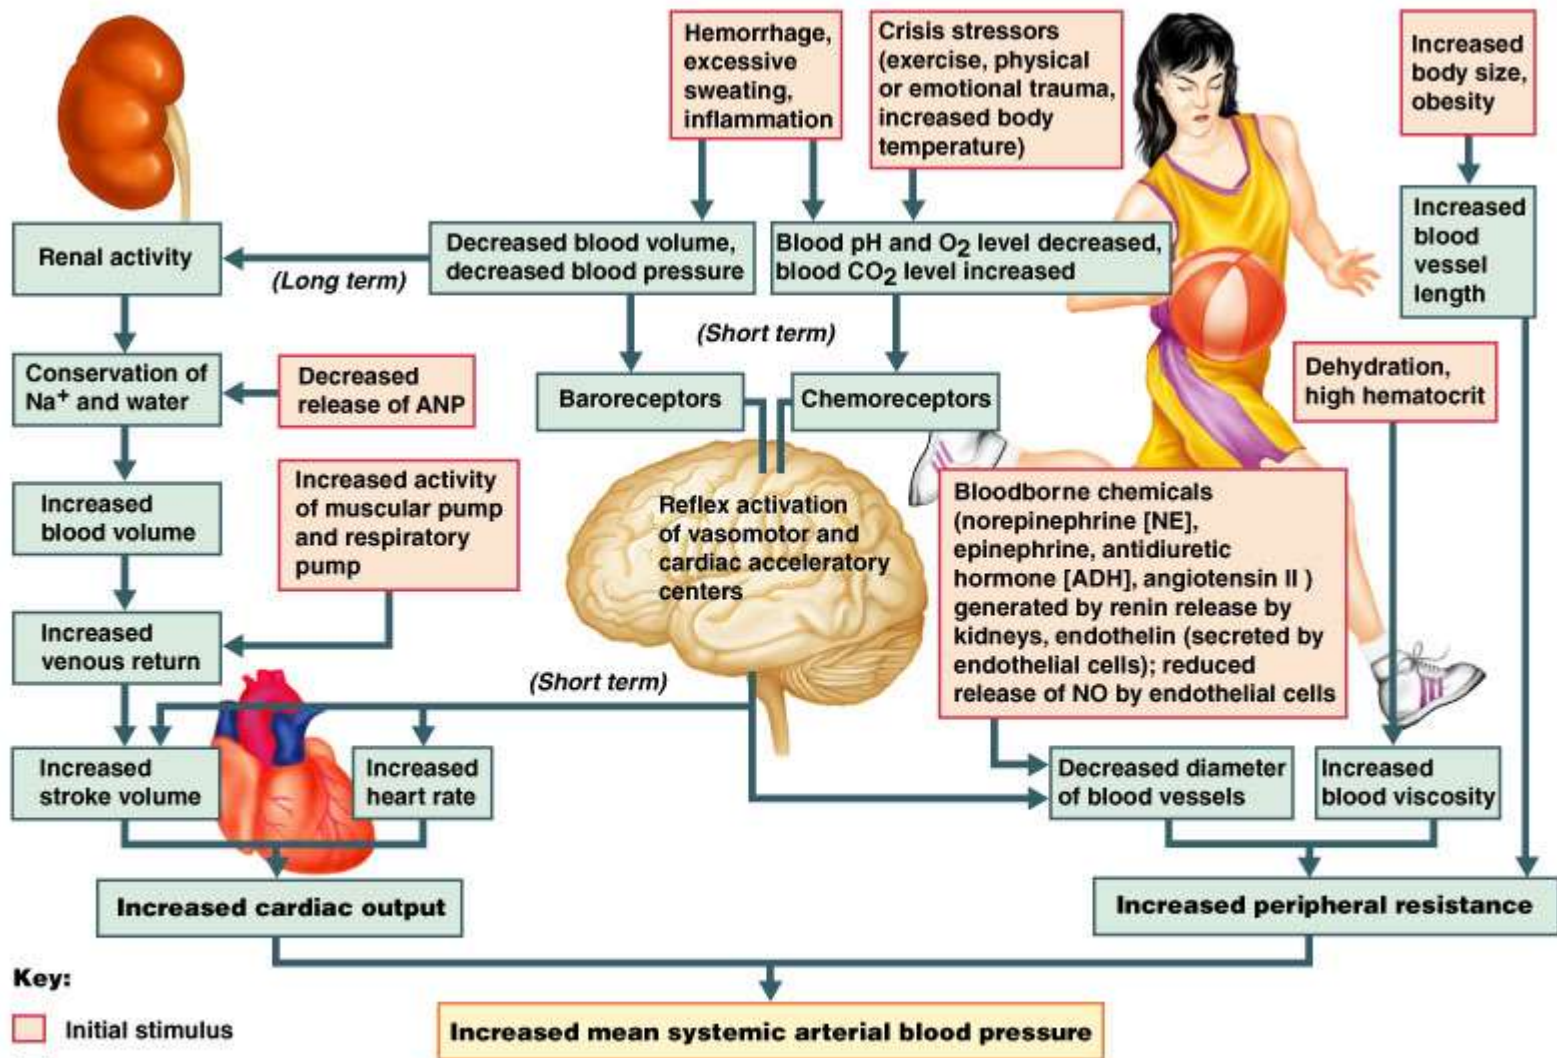 Hemorrhage,
excessive
sweating,
inflammation
Crisis stressors
(exercise, physical
or emotional trauma,
increased body
temperature)
Increased
body size,
obesity
Renal activity
(Long term)
Decreased blood volume,
decreased blood pressure
Blood pH and O₂ level decreased,
blood CO₂ level increased
Increased
blood
vessel
length
(Short term)
Conservation of
Na⁺ and water
Decreased
release of ANP
Baroreceptors
Chemoreceptors
Dehydration,
high hematocrit
Increased
blood volume
Increased activity
of muscular pump
and respiratory
pump
Reflex activation
of vasomotor and
cardiac acceleratory
centers
Bloodborne chemicals
(norepinephrine [NE],
epinephrine, antidiuretic
hormone [ADH], angiotensin II )
generated by renin release by
kidneys, endothelin (secreted by
endothelial cells); reduced
release of NO by endothelial cells
Increased
venous return
(Short term)
Increased
stroke volume
Increased
heart rate
Decreased diameter
of blood vessels
Increased
blood viscosity
Increased cardiac output
Increased peripheral resistance
Key:
Initial stimulus
Increased mean systemic arterial blood pressure